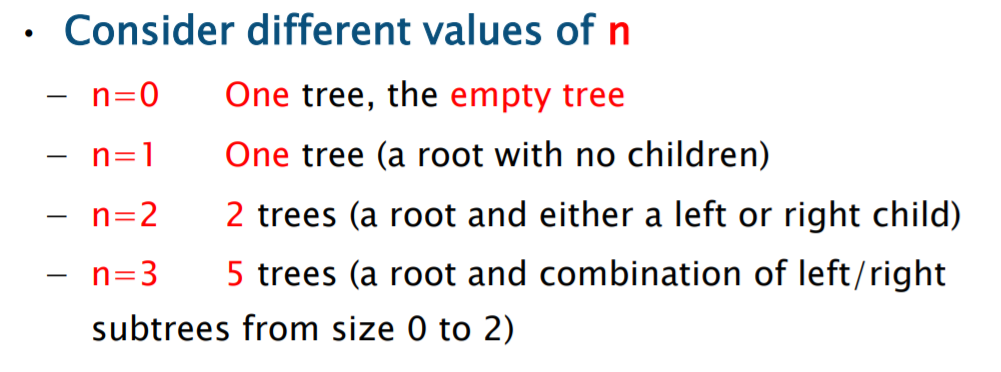 • Consider different values of n
– n=0 One tree, the empty tree
– n=1 One tree (a root with no children)
– n=2 2 trees (a root and either a left or right child)
– n=3 5 trees (a root and combination of left/right
subtrees from size 0 to 2)